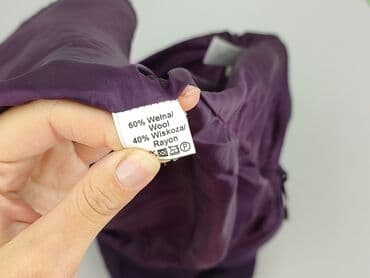 60% Wełna/
Wool
40% Wiskoza/
Rayon